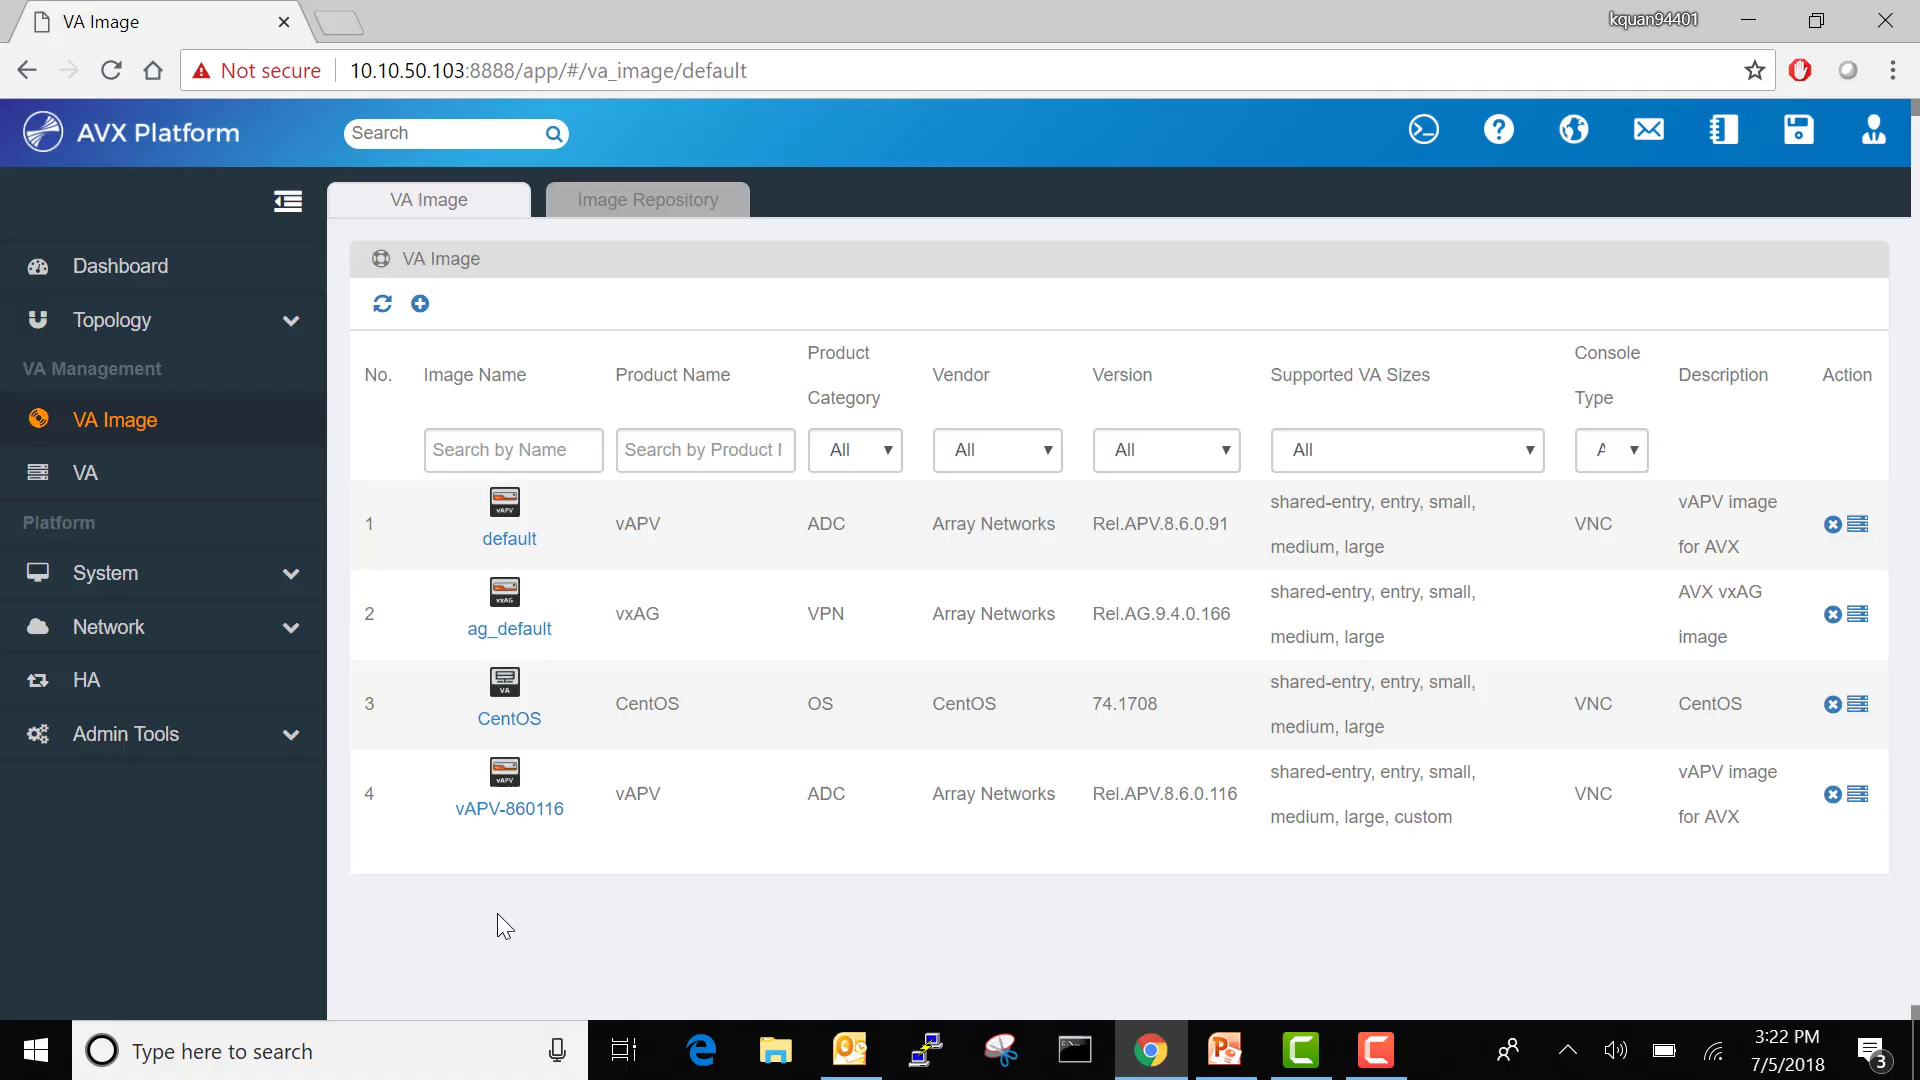 VA Image
kquan94401
Not secure
10.10.50.103:8888/app/#/va_image/default
AVX Platform
Search
VA Image
Image Repository
Dashboard
Topology
VA Management
VA Image
VA
Platform
System
Network
HA
Admin Tools
VA Image
No.
Image Name
Product Name
Product
Category
Vendor
Version
Supported VA Sizes
Console
Type
Description
Action
Search by Name
Search by Product
All
All
All
All
1
vAPV
default
vAPV
ADC
Array Networks
Rel.APV.8.6.0.91
shared-entry, entry, small,
medium, large
VNC
vAPV image
for AVX
2
vxAG
ag_default
vxAG
VPN
Array Networks
Rel.AG.9.4.0.166
shared-entry, entry, small,
medium, large
AVX vxAG
image
3
VA
CentOS
CentOS
OS
CentOS
74.1708
shared-entry, entry, small,
medium, large
VNC
CentOS
4
vAPV
vAPV-860116
vAPV
ADC
Array Networks
Rel.APV.8.6.0.116
shared-entry, entry, small,
medium, large, custom
VNC
vAPV image
for AVX
Type here to search
3:22 PM
7/5/2018
3